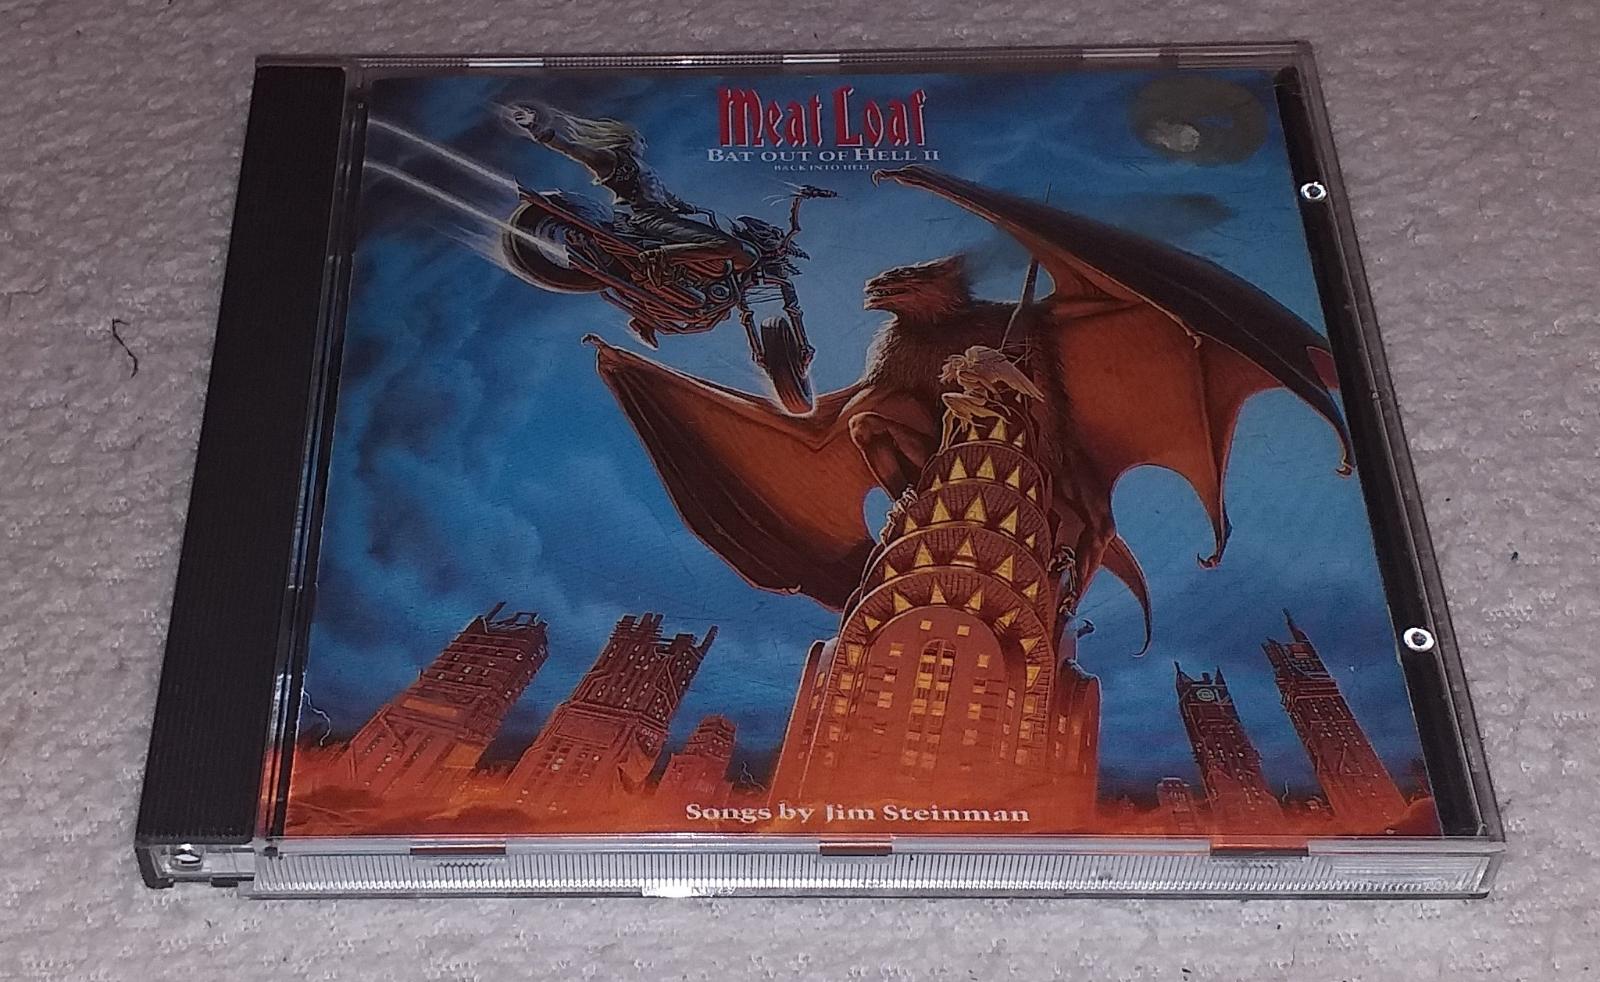 Meat Loaf
BAT OUT OF HELL II
BACK INTO HELL
Songs by Jim Steinman